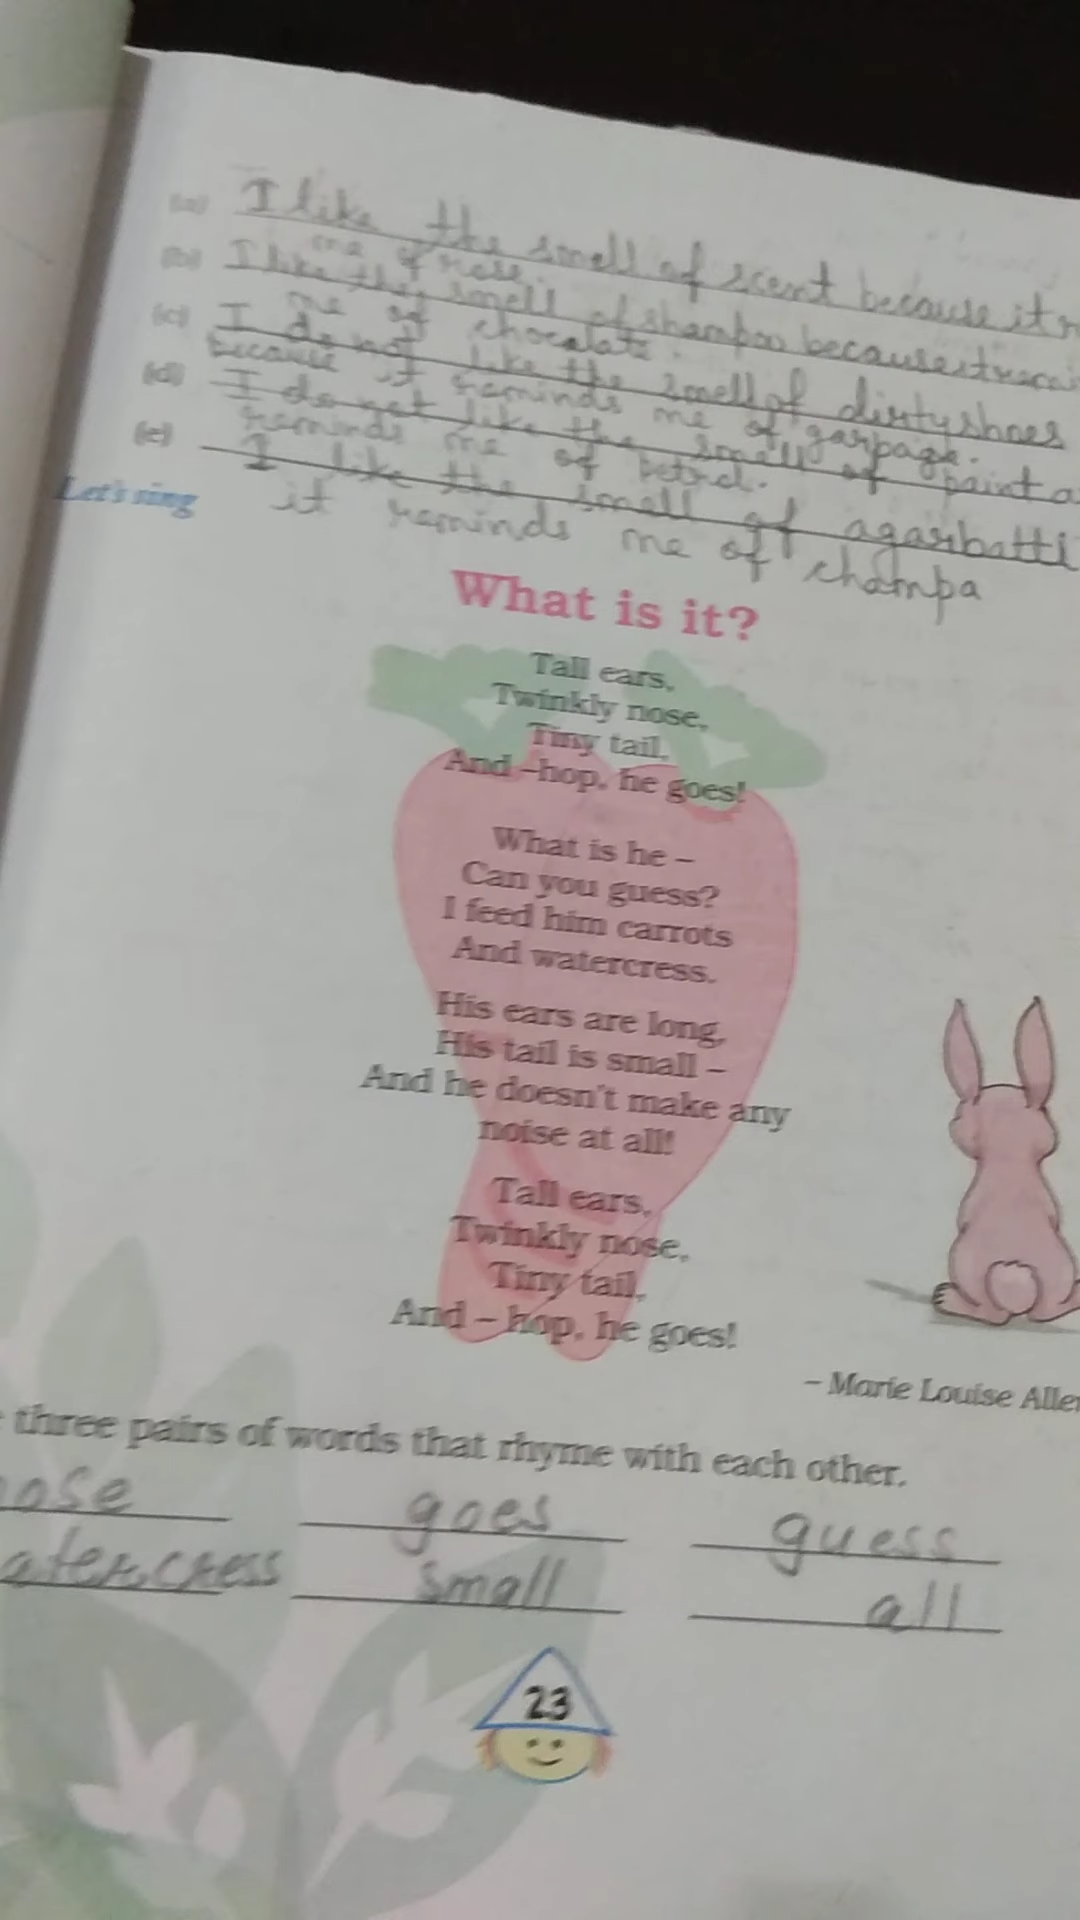 (a) I like the smell of scent because it
me of rose.
(b) I like the smell of shampoo because
me of chocalate.
(c) I do not like the smell of dirty shoes
because it reminds me of garpage.
(d) I do not like the smell of paint
reminds me of petrol.
(e) I like the small of agarbatti
it reminds me of champa
Let's sing
What is it?
Tall ears,
Twinkly nose,
Tiny tail,
And –hop, he goes!
What is he –
Can you guess?
I feed him carrots
And watercress.
His ears are long,
His tail is small –
And he doesn't make any
noise at all!
Tall ears,
Twinkly nose,
Tiny tail,
And – hop, he goes!
– Marie Louise Alle
three pairs of words that rhyme with each other.
ose goes guess
atercress small all
23